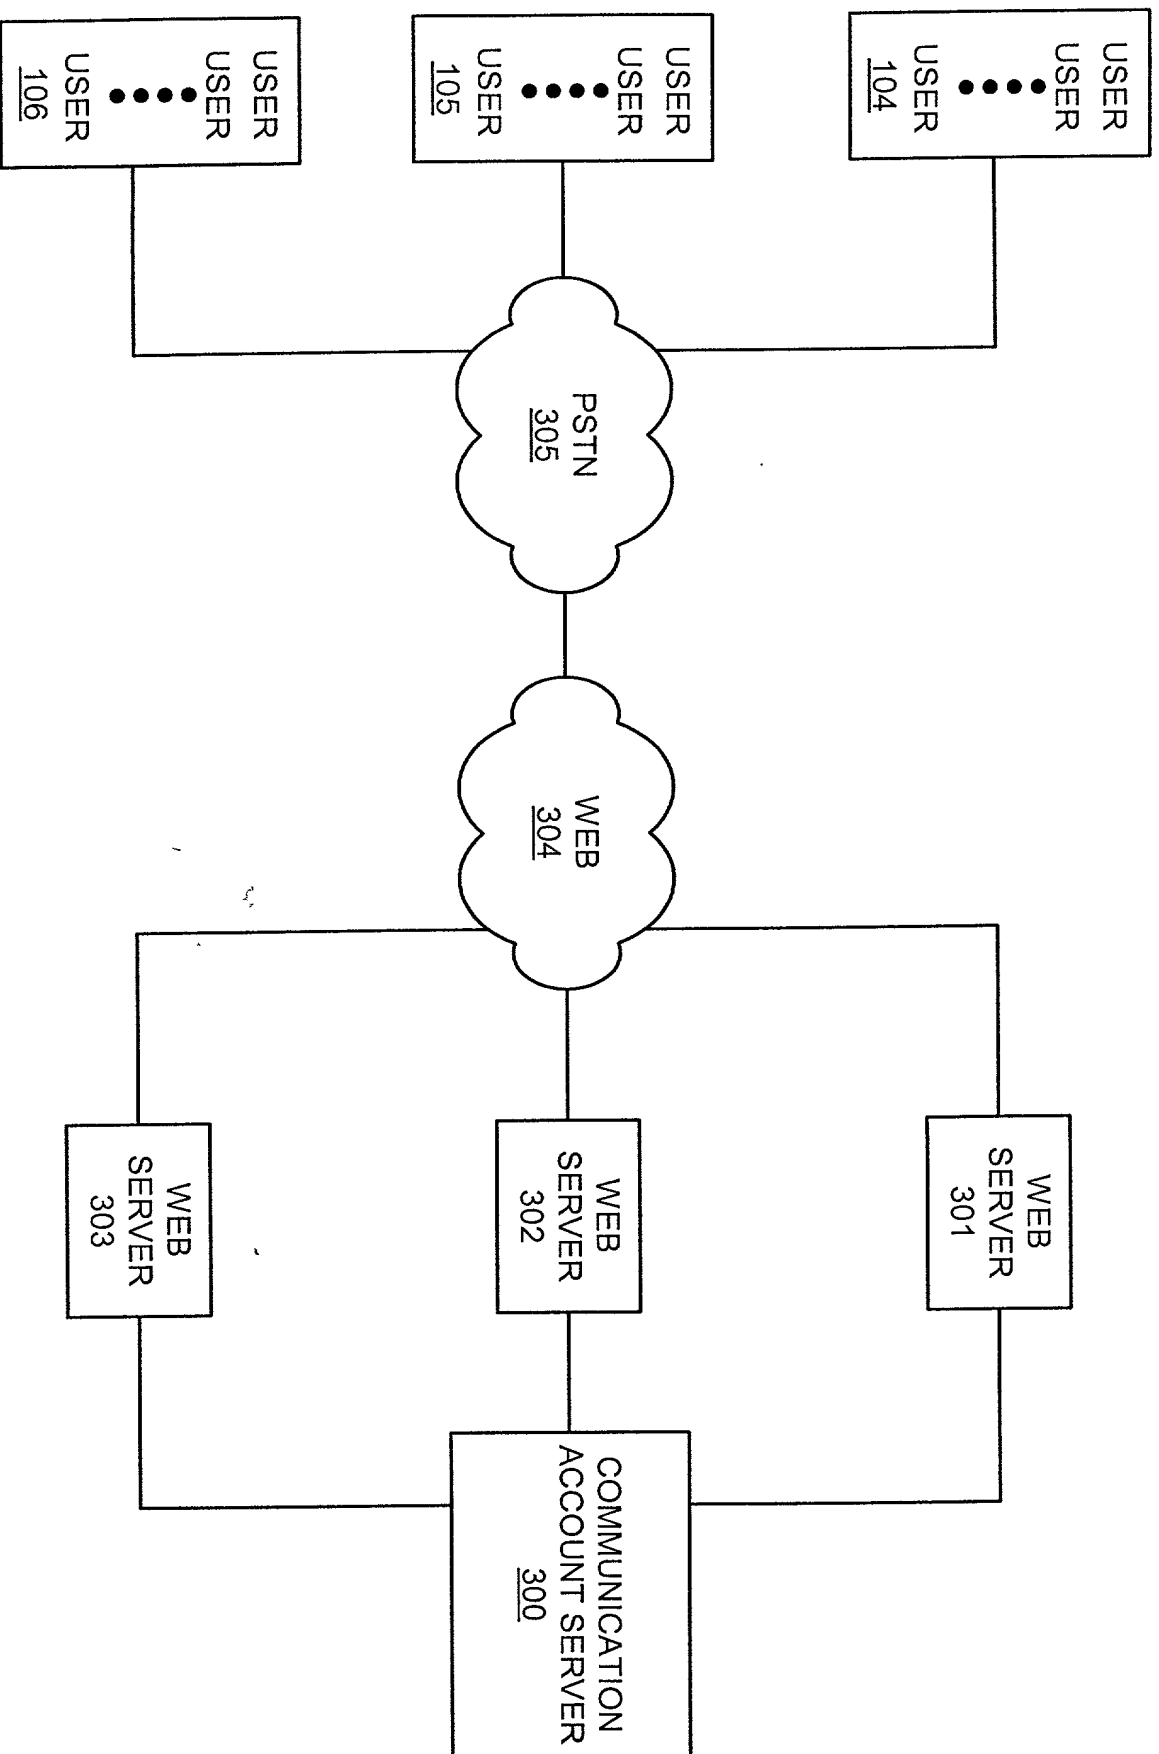 USER
USER
USER
104
USER
USER
USER
105
USER
USER
USER
106
PSTN
305
WEB
304
WEB
SERVER
301
WEB
SERVER
302
WEB
SERVER
303
COMMUNICATION
ACCOUNT SERVER
300